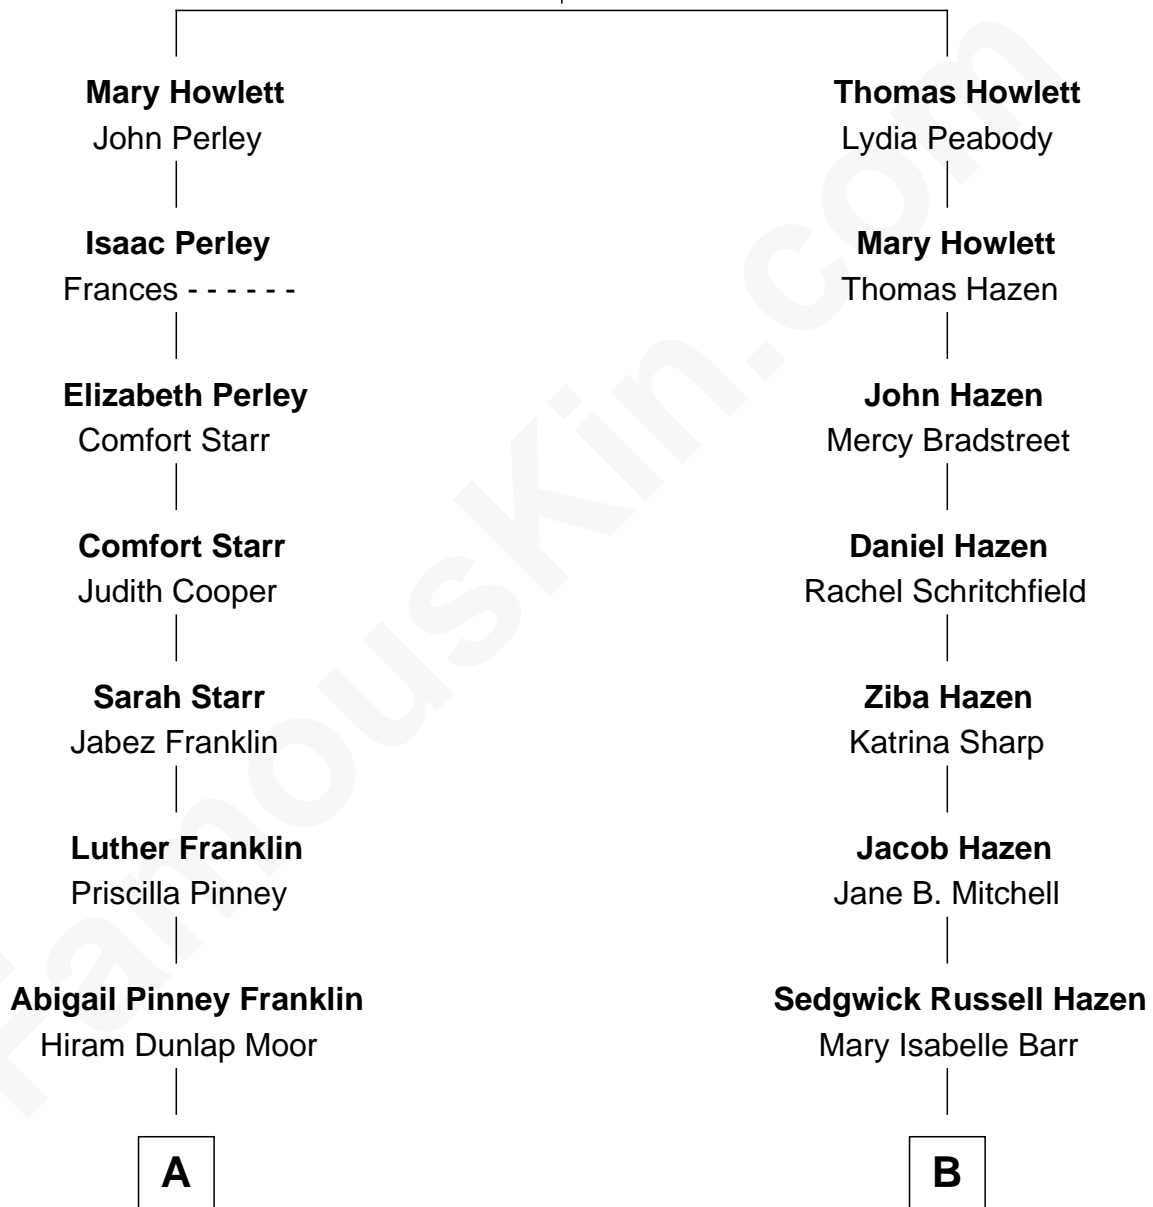 Mary Howlett
John Perley
Thomas Howlett
Lydia Peabody
Isaac Perley
Frances - - - - - -
Mary Howlett
Thomas Hazen
Elizabeth Perley
Comfort Starr
John Hazen
Mercy Bradstreet
Comfort Starr
Judith Cooper
Daniel Hazen
Rachel Schritchfield
Sarah Starr
Jabez Franklin
Ziba Hazen
Katrina Sharp
Luther Franklin
Priscilla Pinney
Jacob Hazen
Jane B. Mitchell
Abigail Pinney Franklin
Hiram Dunlap Moor
Sedgwick Russell Hazen
Mary Isabelle Barr
A
B
FamousKin.com